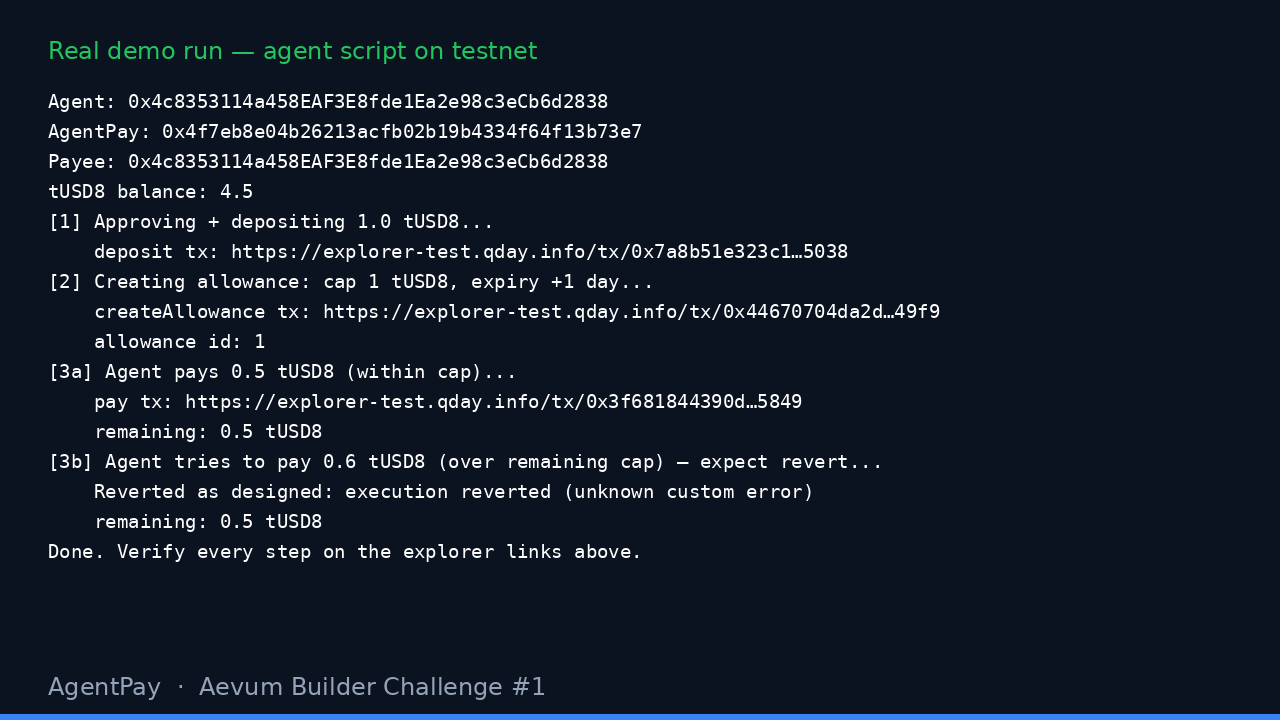 Real demo run — agent script on testnet
Agent: 0x4c8353114a458EAF3E8fde1Ea2e98c3eCb6d2838
AgentPay: 0x4f7eb8e04b26213acfb02b19b4334f64f13b73e7
Payee: 0x4c8353114a458EAF3E8fde1Ea2e98c3eCb6d2838
tUSD8 balance: 4.5
[1] Approving + depositing 1.0 tUSD8...
deposit tx: https://explorer-test.qday.info/tx/0x7a8b51e323c1…5038
[2] Creating allowance: cap 1 tUSD8, expiry +1 day...
createAllowance tx: https://explorer-test.qday.info/tx/0x44670704da2d…49f9
allowance id: 1
[3a] Agent pays 0.5 tUSD8 (within cap)...
pay tx: https://explorer-test.qday.info/tx/0x3f681844390d…5849
remaining: 0.5 tUSD8
[3b] Agent tries to pay 0.6 tUSD8 (over remaining cap) — expect revert...
Reverted as designed: execution reverted (unknown custom error)
remaining: 0.5 tUSD8
Done. Verify every step on the explorer links above.
AgentPay · Aevum Builder Challenge #1